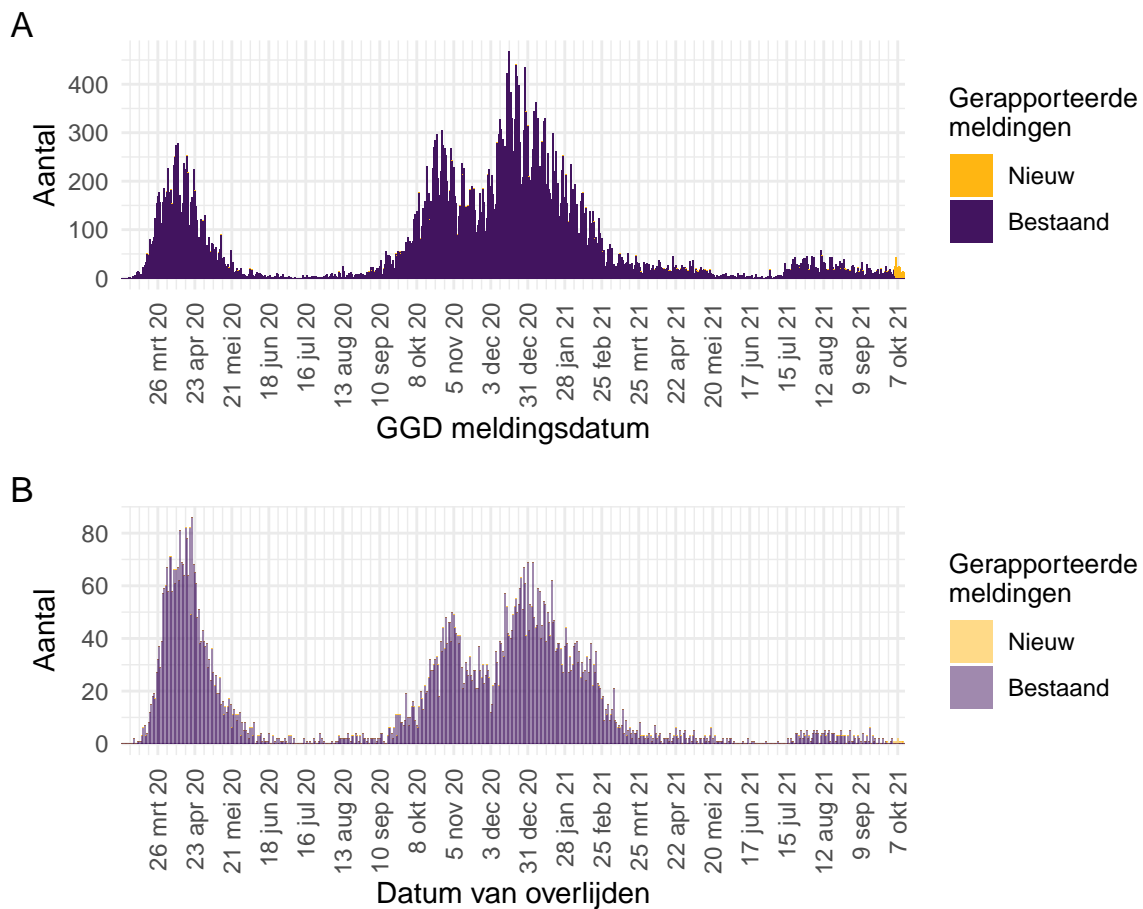 A
Aantal
400
300
200
100
0
26 mrt 20
23 apr 20
21 mei 20
18 jun 20
16 jul 20
13 aug 20
10 sep 20
8 okt 20
5 nov 20
3 dec 20
31 dec 20
28 jan 21
25 feb 21
25 mrt 21
22 apr 21
20 mei 21
17 jun 21
15 jul 21
12 aug 21
9 sep 21
7 okt 21
GGD meldingsdatum
Gerapporteerde
meldingen
Nieuw
Bestaand
B
Aantal
80
60
40
20
0
26 mrt 20
23 apr 20
21 mei 20
18 jun 20
16 jul 20
13 aug 20
10 sep 20
8 okt 20
5 nov 20
3 dec 20
31 dec 20
28 jan 21
25 feb 21
25 mrt 21
22 apr 21
20 mei 21
17 jun 21
15 jul 21
12 aug 21
9 sep 21
7 okt 21
Datum van overlijden
Gerapporteerde
meldingen
Nieuw
Bestaand